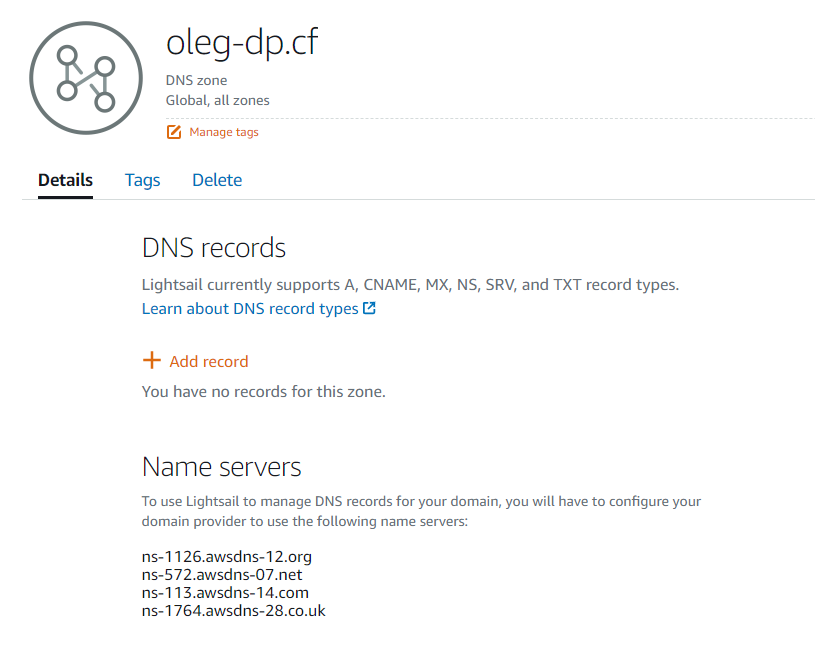 oleg-dp.cf
DNS zone
Global, all zones
Manage tags
Details Tags Delete
DNS records
Lightsail currently supports A, CNAME, MX, NS, SRV, and TXT record types.
Learn about DNS record types
+ Add record
You have no records for this zone.
Name servers
To use Lightsail to manage DNS records for your domain, you will have to configure your
domain provider to use the following name servers:
ns-1126.awsdns-12.org
ns-572.awsdns-07.net
ns-113.awsdns-14.com
ns-1764.awsdns-28.co.uk